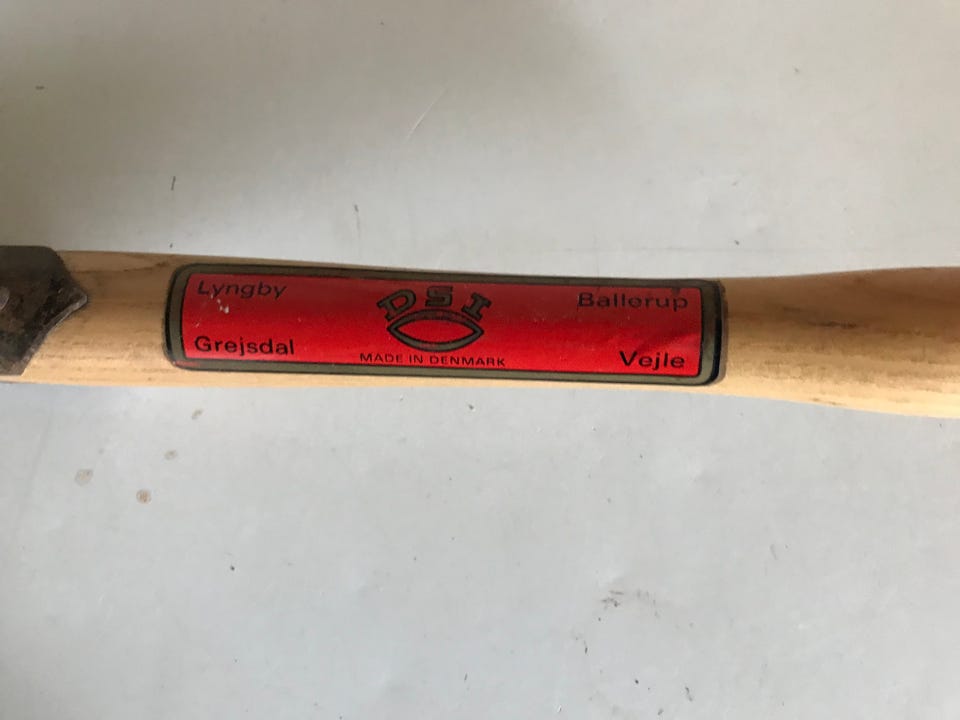 Lyngby
Grejsdal
DSI
MADE IN DENMARK
Ballerup
Vejle